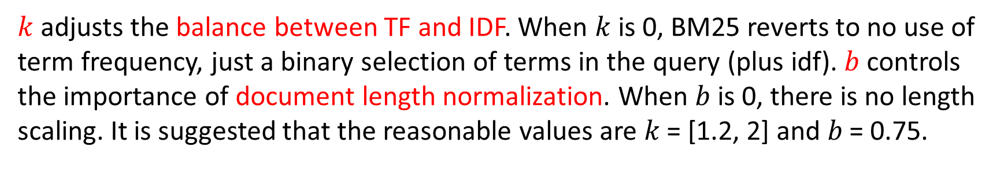 k adjusts the balance between TF and IDF. When k is 0, BM25 reverts to no use of
term frequency, just a binary selection of terms in the query (plus idf). b controls
the importance of document length normalization. When b is 0, there is no length
scaling. It is suggested that the reasonable values are k = [1.2, 2] and b = 0.75.